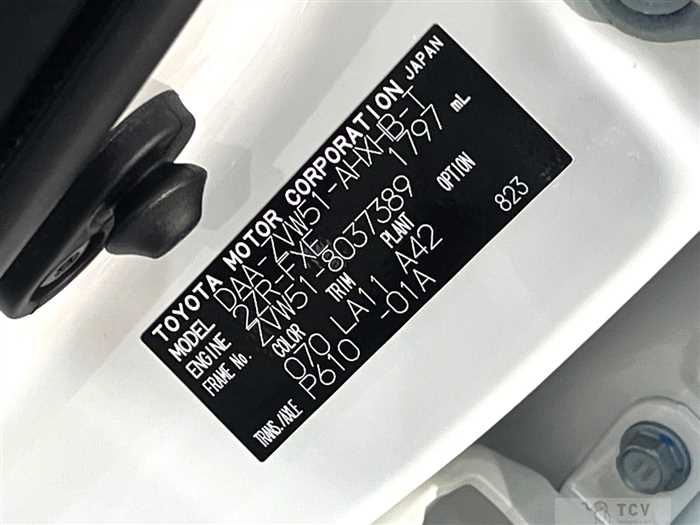 TOYOTA MOTOR CORPORATION JAPAN
MODEL DAA-ZVW51-AHXHB-T
ENGINE 2ZR-FXE 1797 mL
FRAME No. ZVW51-8037389
COLOR TRIM PLANT OPTION
070 LA11 A42
TRANS./AXLE P610 -01A 823
TCV